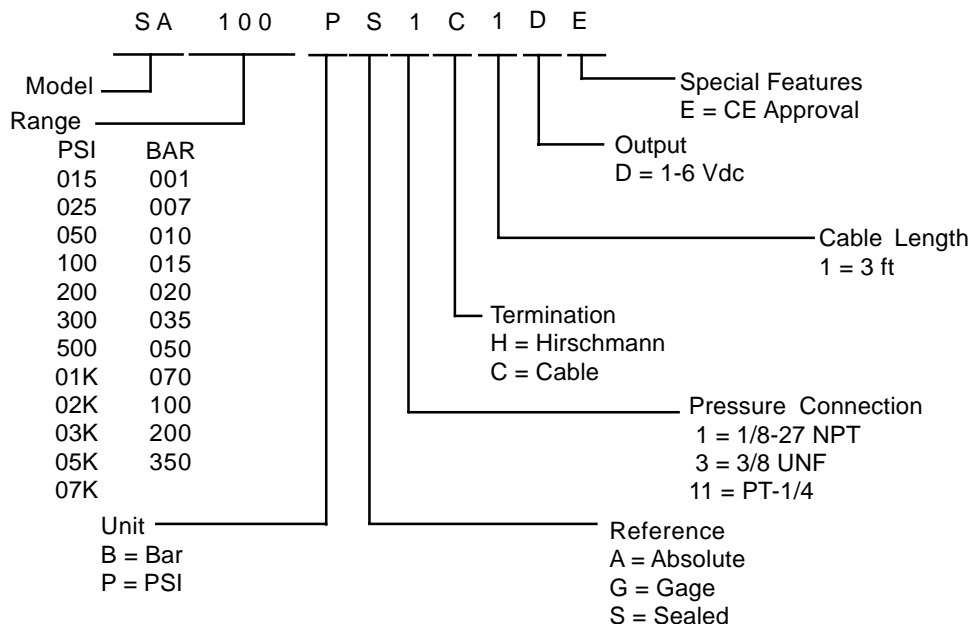 SA 100 P S 1 C 1 D E
Model
Range
PSI BAR
015 001
025 007
050 010
100 015
200 020
300 035
500 050
01K 070
02K 100
03K 200
05K 350
07K
Unit
B = Bar
P = PSI
Special Features
E = CE Approval
Output
D = 1-6 Vdc
Cable Length
1 = 3 ft
Termination
H = Hirschmann
C = Cable
Pressure Connection
1 = 1/8-27 NPT
3 = 3/8 UNF
11 = PT-1/4
Reference
A = Absolute
G = Gage
S = Sealed